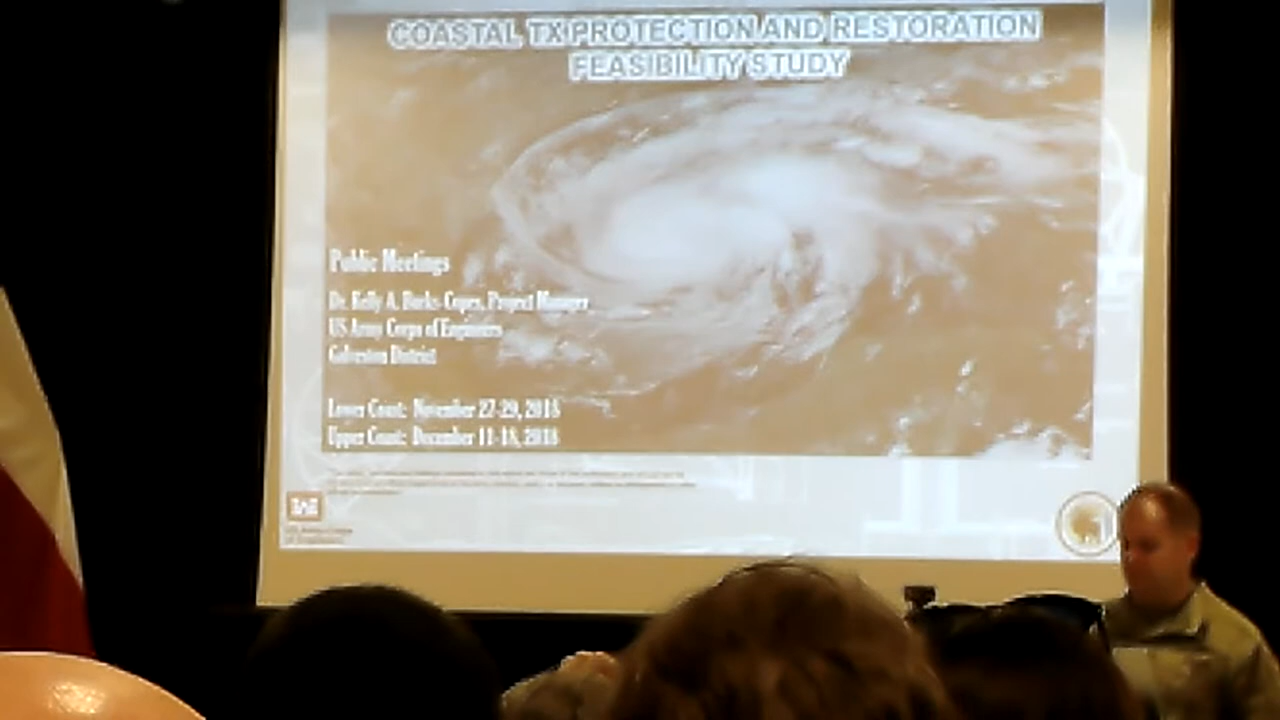 COASTAL TX PROTECTION AND RESTORATION
FEASIBILITY STUDY
Public Meetings
Dr. Kelly A. Burks-Copes, Project Manager
US Army Corps of Engineers
Galveston District
Lower Coast: November 27-29, 2018
Upper Coast: December 11-18, 2018